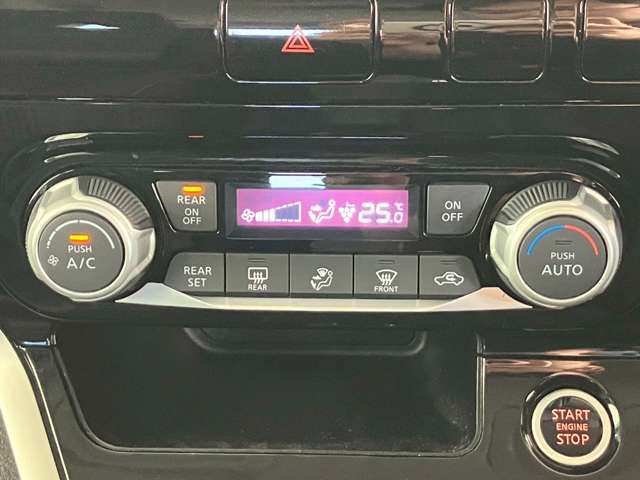 REAR
ON
OFF
25.0
°C
ON
OFF
PUSH
A/C
PUSH
AUTO
REAR
SET
REAR
FRONT
START
ENGINE
STOP